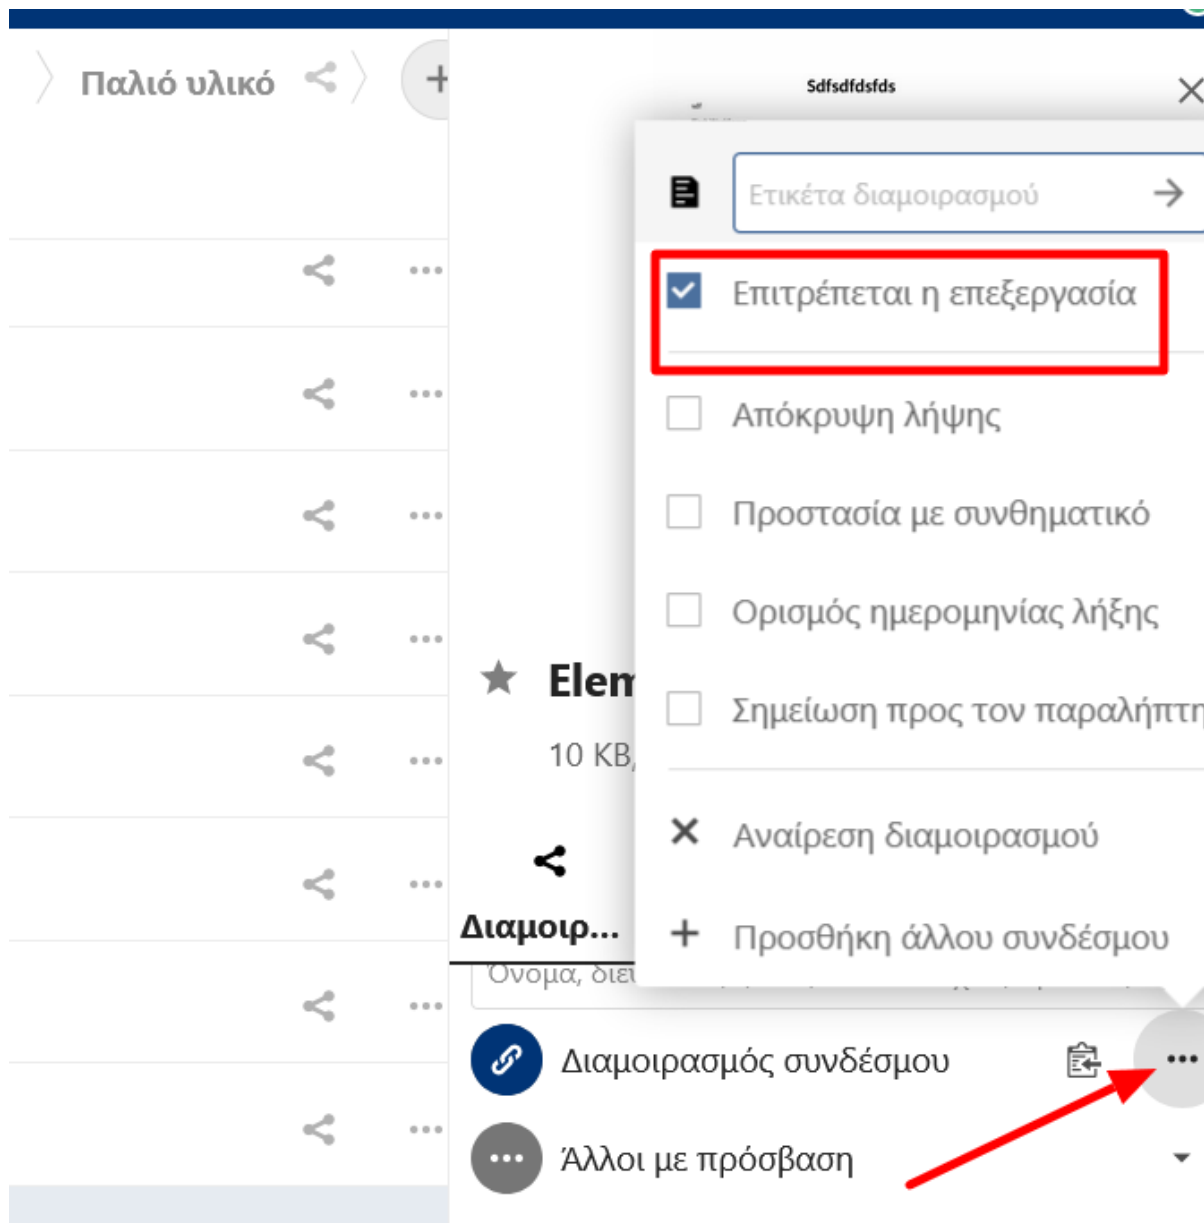 Παλιό υλικό
Sdfsdfdsfds
Ετικέτα διαμοιρασμού
Επιτρέπεται η επεξεργασία
Απόκρυψη λήψης
Προστασία με συνθηματικό
Ορισμός ημερομηνίας λήξης
Σημείωση προς τον παραλήπτη
Elem
10 KB,
Αναίρεση διαμοιρασμού
Διαμοιρ...
Προσθήκη άλλου συνδέσμου
Όνομα, διευ
Διαμοιρασμός συνδέσμου
Άλλοι με πρόσβαση